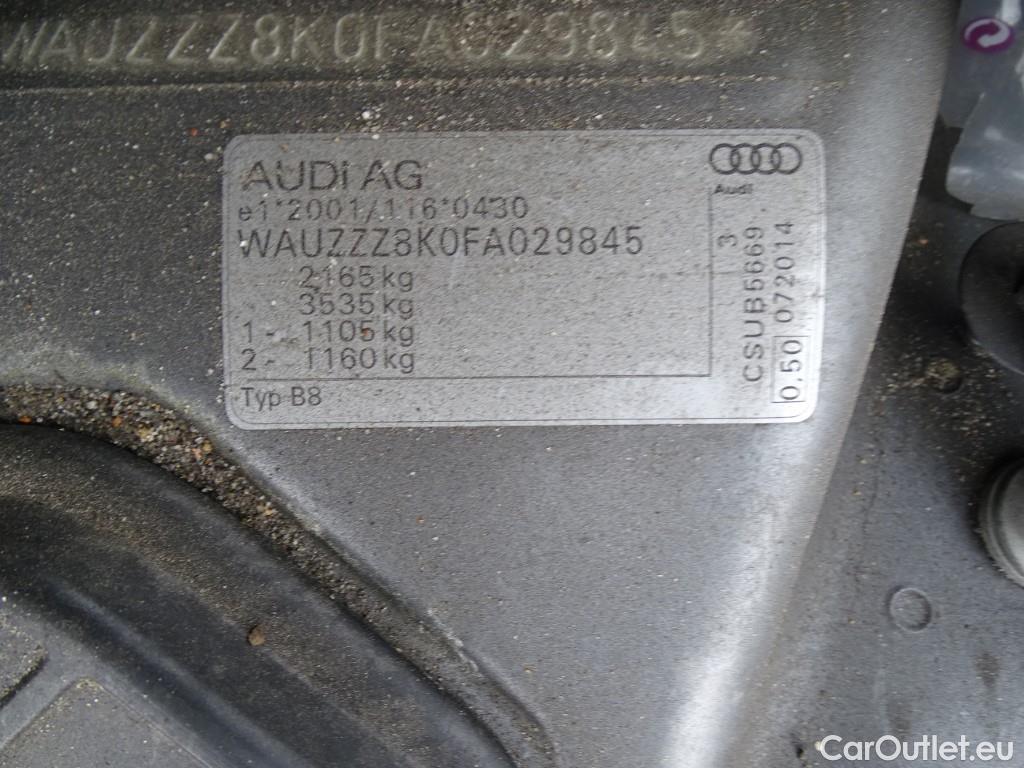 WAUZZZ8K0FA029845*
AUDI AG
Audi
e1*2001/116*0430
WAUZZZ8K0FA029845
2165 kg
3535 kg
1 - 1105 kg
2 - 1160 kg
Typ B8
CSUB5669 3
0,50 072014
CarOutlet.eu